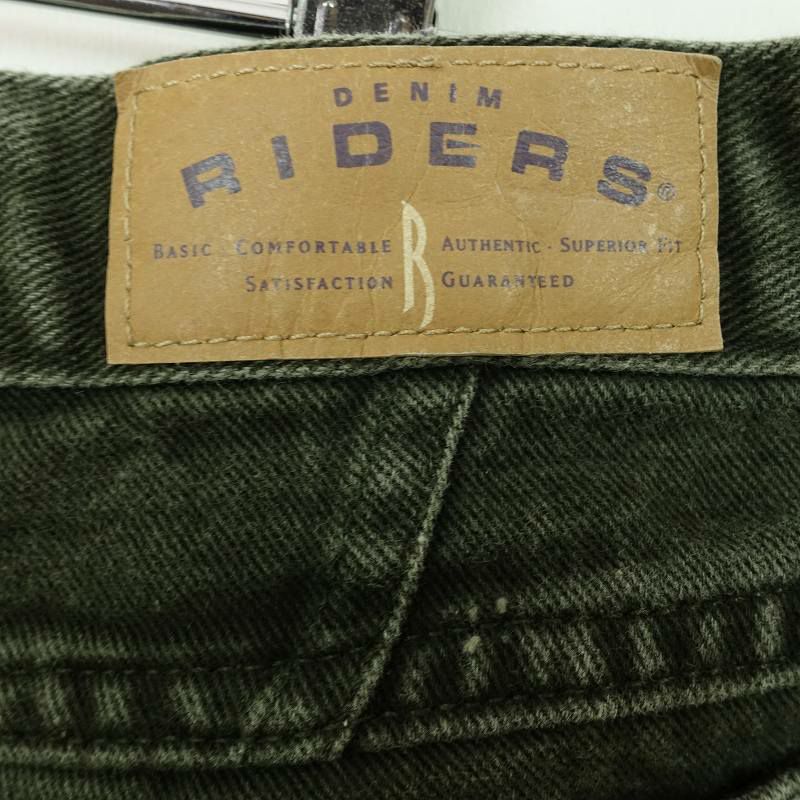 DENIM
RIDERS®
BASIC · COMFORTABLE R AUTHENTIC · SUPERIOR FIT
SATISFACTION GUARANTEED